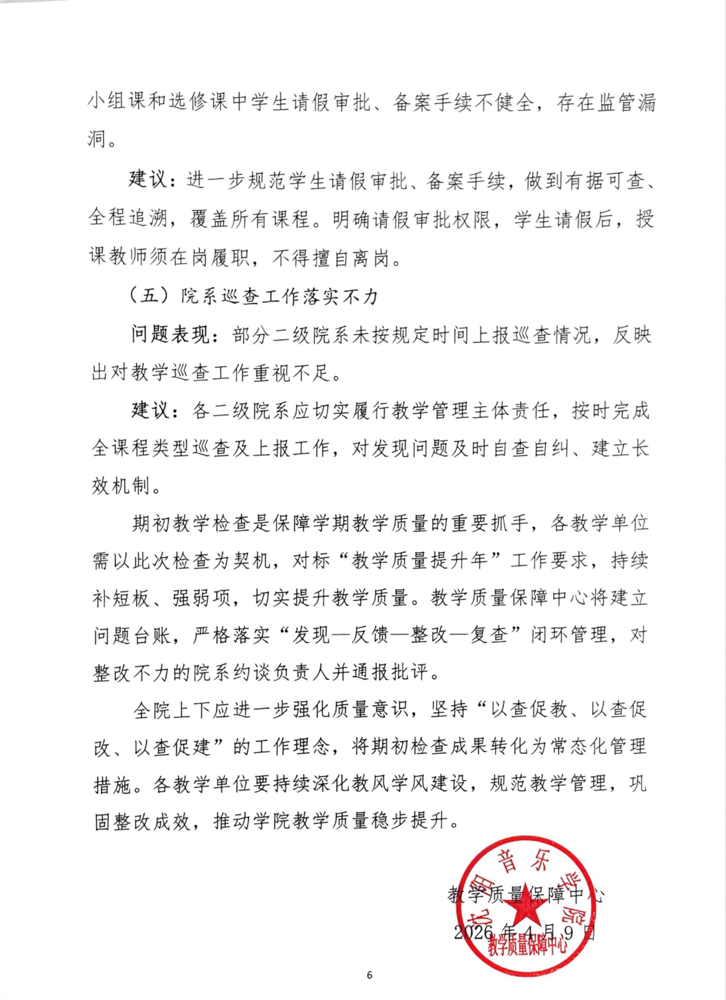 小组课和选修课中学生请假审批、备案手续不健全，存在监管漏
洞。
建议：进一步规范学生请假审批、备案手续，做到有据可查、
全程追溯，覆盖所有课程。明确请假审批权限，学生请假后，授
课教师须在岗履职，不得擅自离岗。
（五）院系巡查工作落实不力
问题表现：部分二级院系未按规定时间上报巡查情况，反映
出对教学巡查工作重视不足。
建议：各二级院系应切实履行教学管理主体责任，按时完成
全课程类型巡查及上报工作，对发现问题及时自查自纠、建立长
效机制。
期初教学检查是保障学期教学质量的重要抓手，各教学单位
需以此次检查为契机，对标“教学质量提升年”工作要求，持续
补短板、强弱项，切实提升教学质量。教学质量保障中心将建立
问题台账，严格落实“发现—反馈—整改—复查”闭环管理，对
整改不力的院系约谈负责人并通报批评。
全院上下应进一步强化质量意识，坚持“以查促教、以查促
改、以查促建”的工作理念，将期初检查成果转化为常态化管理
措施。各教学单位要持续深化教风学风建设，规范教学管理，巩
固整改成效，推动学院教学质量稳步提升。
沈阳音乐学院
教学质量保障中心
2026年4月9日
教学质量保障中心
6